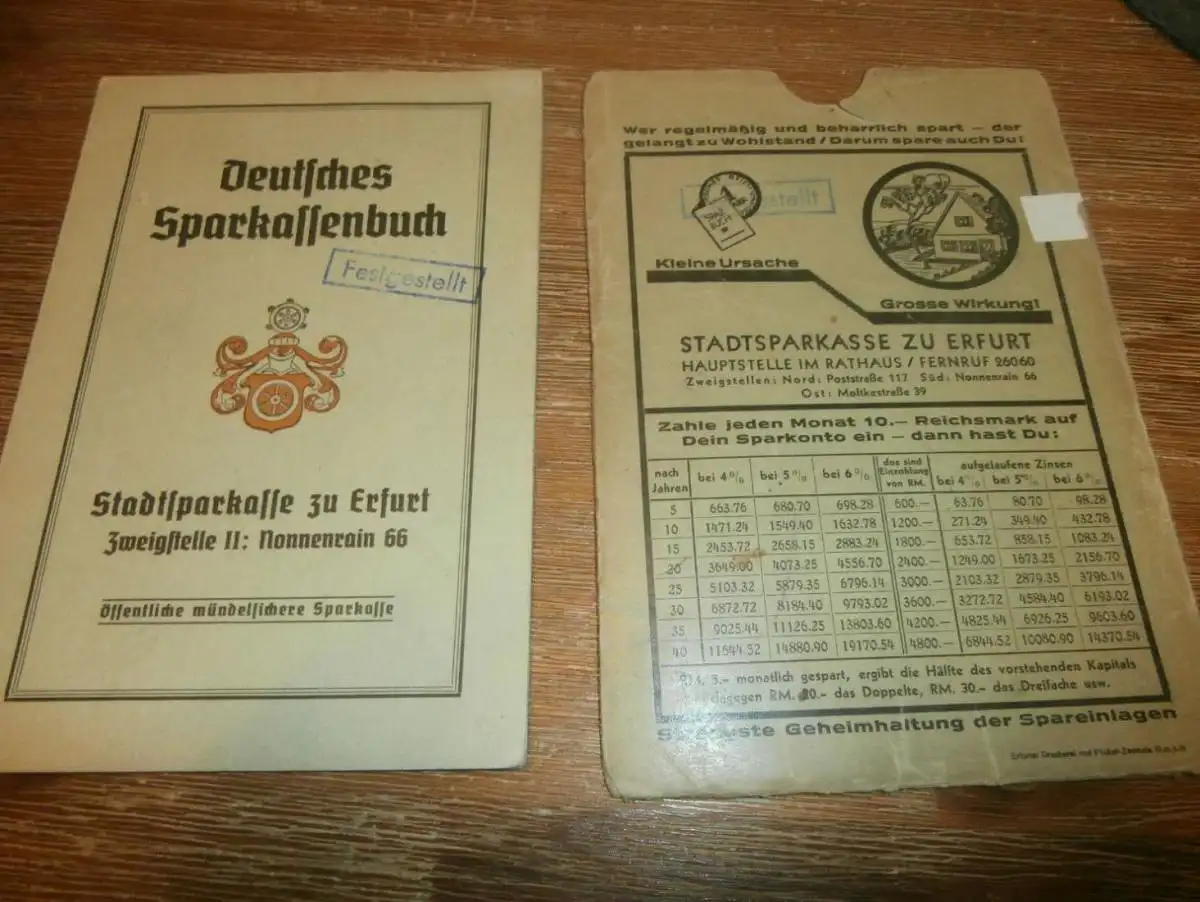 Deutſches
Sparkaſſenbuch
Festgestellt
Stadtſparkaſſe zu Erfurt
Zweigſtelle II: Nonnenrain 66
Öffentliche mündelſichere Sparkaſſe
Wer regelmäßig und beharrlich spart — der
gelangt zu Wohlstand / Darum spare auch Du!
Kleine Ursache
Grosse Wirkung!
STADTSPARKASSE ZU ERFURT
HAUPTSTELLE IM RATHAUS / FERNRUF 26060
Zweigstellen: Nord: Poststraße 117 Süd: Nonnenrain 66
Ost: Moltkestraße 39
Zahle jeden Monat 10.— Reichsmark auf
Dein Sparkonto ein — dann hast Du:
nach Jahren bei 4% bei 5% bei 6% das sind Einzahlung von RM. aufgelaufene Zinsen bei 4% bei 5% bei 6%
5 663.76 680.70 698.28 600.— 63.76 80.70 98.28
10 1471.24 1549.40 1632.78 1200.— 271.24 349.40 432.78
15 2453.72 2658.15 2883.24 1800.— 653.72 858.15 1083.24
20 3649.00 4073.25 4556.70 2400.— 1249.00 1673.25 2156.70
25 5103.32 5879.35 6796.14 3000.— 2103.32 2879.35 3796.14
30 6872.72 8184.40 9793.02 3600.— 3272.72 4584.40 6193.02
35 9025.44 11126.25 13803.60 4200.— 4825.44 6926.25 9603.60
40 11644.52 14880.90 19170.54 4800.— 6844.52 10080.90 14370.54
5.— monatlich gespart, ergibt die Hälfte des vorstehenden Kapitals
dagegen RM. 20.— das Doppelte, RM. 30.— das Dreifache usw.
Geheimhaltung der Spareinlagen